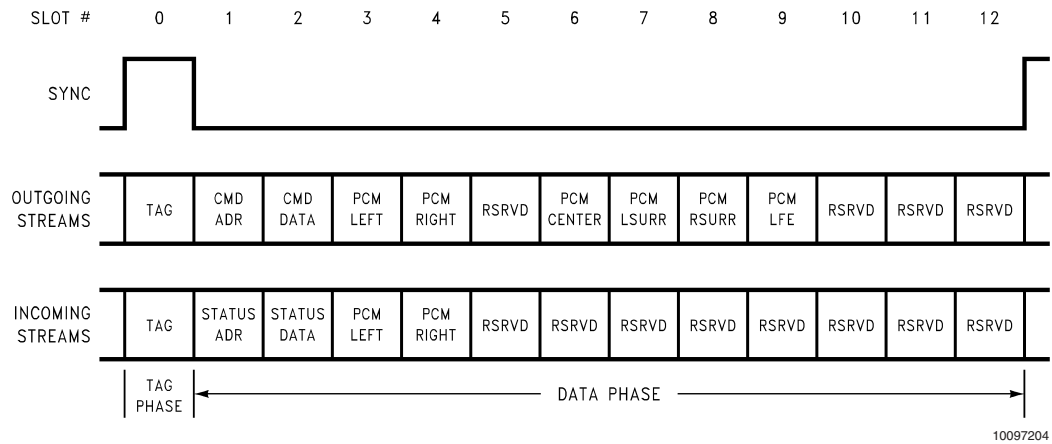 SLOT # 0 1 2 3 4 5 6 7 8 9 10 11 12
SYNC
OUTGOING STREAMS
TAG
CMD ADR
CMD DATA
PCM LEFT
PCM RIGHT
RSRVD
PCM CENTER
PCM LSURR
PCM RSURR
PCM LFE
RSRVD
RSRVD
RSRVD
INCOMING STREAMS
TAG
STATUS ADR
STATUS DATA
PCM LEFT
PCM RIGHT
RSRVD
RSRVD
RSRVD
RSRVD
RSRVD
RSRVD
RSRVD
RSRVD
TAG PHASE
DATA PHASE
10097204